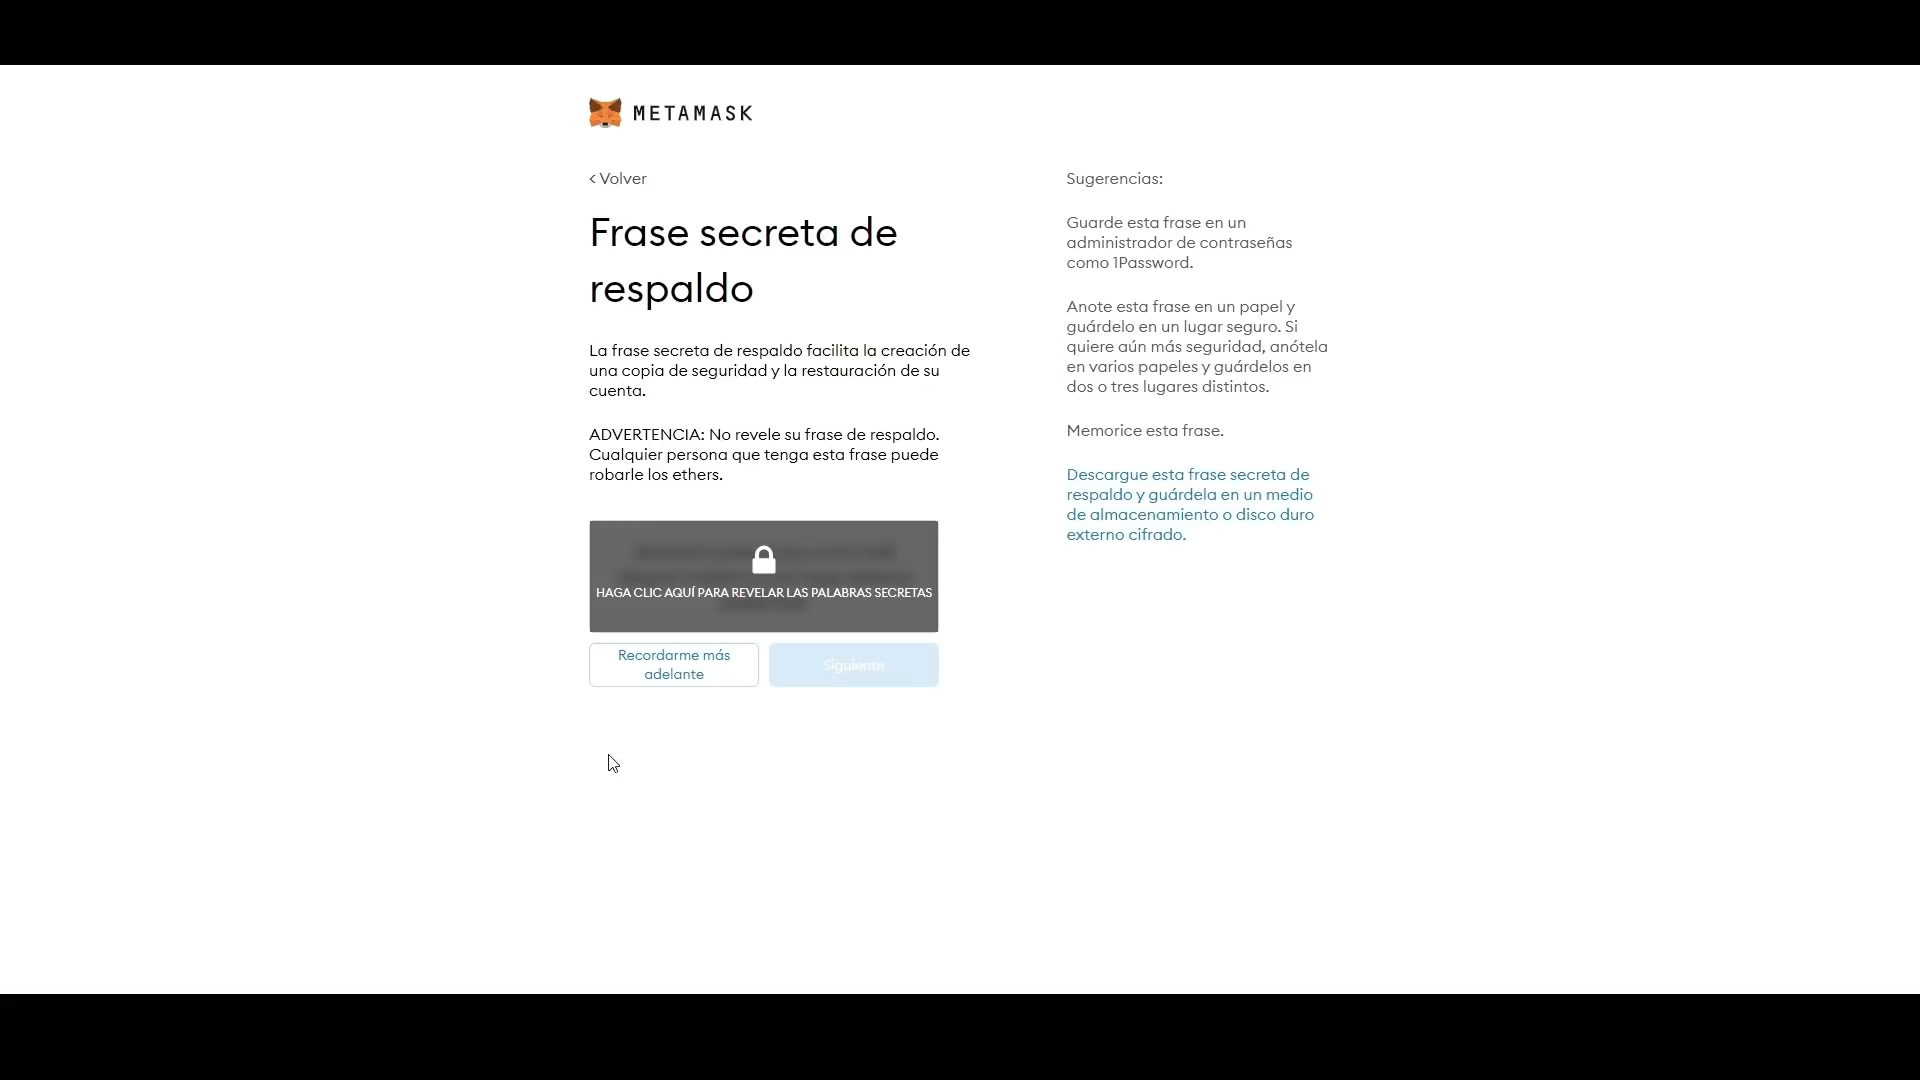 METAMASK
< Volver
Frase secreta de
respaldo
La frase secreta de respaldo facilita la creación de
una copia de seguridad y la restauración de su
cuenta.
ADVERTENCIA: No revele su frase de respaldo.
Cualquier persona que tenga esta frase puede
robarle los ethers.
HAGA CLIC AQUÍ PARA REVELAR LAS PALABRAS SECRETAS
Recordarme más
adelante
Siguiente
Sugerencias:
Guarde esta frase en un
administrador de contraseñas
como 1Password.
Anote esta frase en un papel y
guárdelo en un lugar seguro. Si
quiere aún más seguridad, anótela
en varios papeles y guárdelos en
dos o tres lugares distintos.
Memorice esta frase.
Descargue esta frase secreta de
respaldo y guárdela en un medio
de almacenamiento o disco duro
externo cifrado.